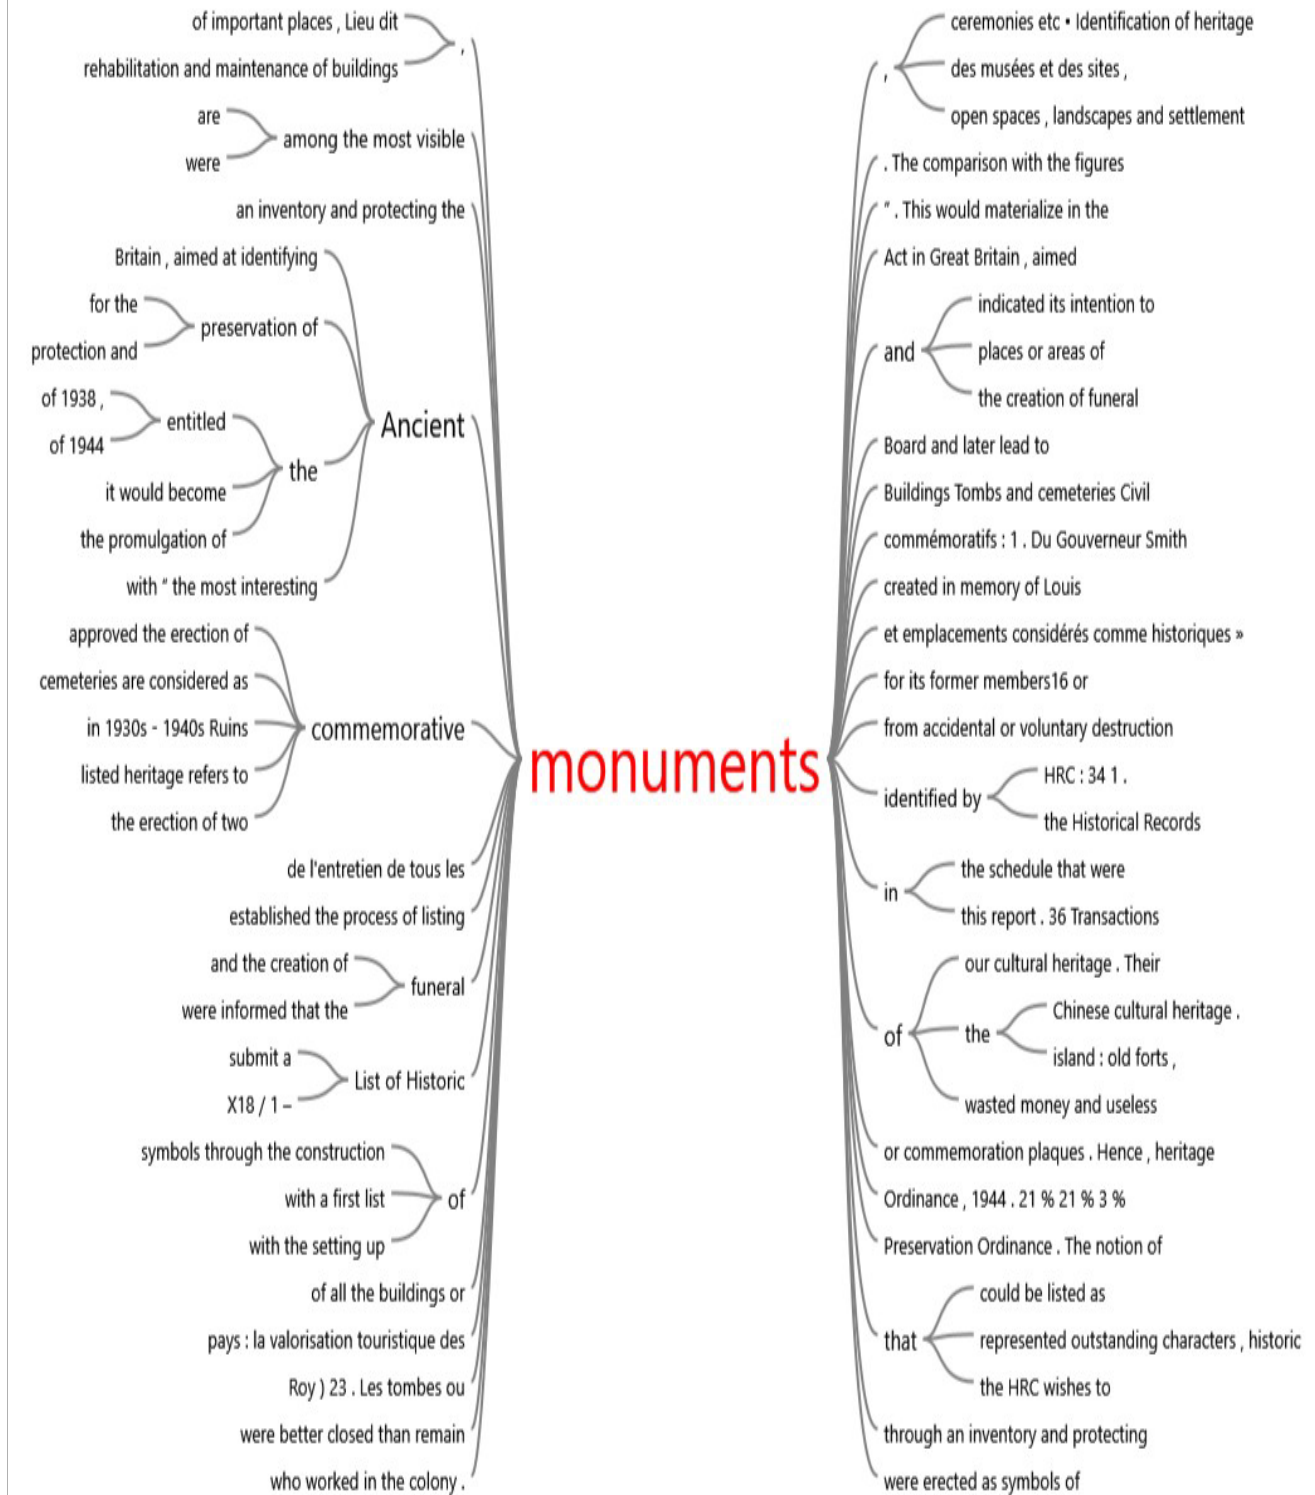 of important places , Lieu dit
rehabilitation and maintenance of buildings
,
are
were
among the most visible
an inventory and protecting the
Britain , aimed at identifying
for the
protection and
preservation of
of 1938 ,
of 1944
entitled
it would become
the promulgation of
the
with " the most interesting
Ancient
approved the erection of
cemeteries are considered as
in 1930s - 1940s Ruins
listed heritage refers to
the erection of two
commemorative
de l'entretien de tous les
established the process of listing
and the creation of
were informed that the
funeral
submit a
X18 / 1 –
List of Historic
symbols through the construction
with a first list
with the setting up
of
of all the buildings or
pays : la valorisation touristique des
Roy ) 23 . Les tombes ou
were better closed than remain
who worked in the colony .
monuments
,
ceremonies etc • Identification of heritage
des musées et des sites ,
open spaces , landscapes and settlement
. The comparison with the figures
" . This would materialize in the
Act in Great Britain , aimed
and
indicated its intention to
places or areas of
the creation of funeral
Board and later lead to
Buildings Tombs and cemeteries Civil
commémoratifs : 1 . Du Gouverneur Smith
created in memory of Louis
et emplacements considérés comme historiques »
for its former members16 or
from accidental or voluntary destruction
identified by
HRC : 34 1 .
the Historical Records
in
the schedule that were
this report . 36 Transactions
of
our cultural heritage . Their
the
Chinese cultural heritage .
island : old forts ,
wasted money and useless
or commemoration plaques . Hence , heritage
Ordinance , 1944 . 21 % 21 % 3 %
Preservation Ordinance . The notion of
that
could be listed as
represented outstanding characters , historic
the HRC wishes to
through an inventory and protecting
were erected as symbols of